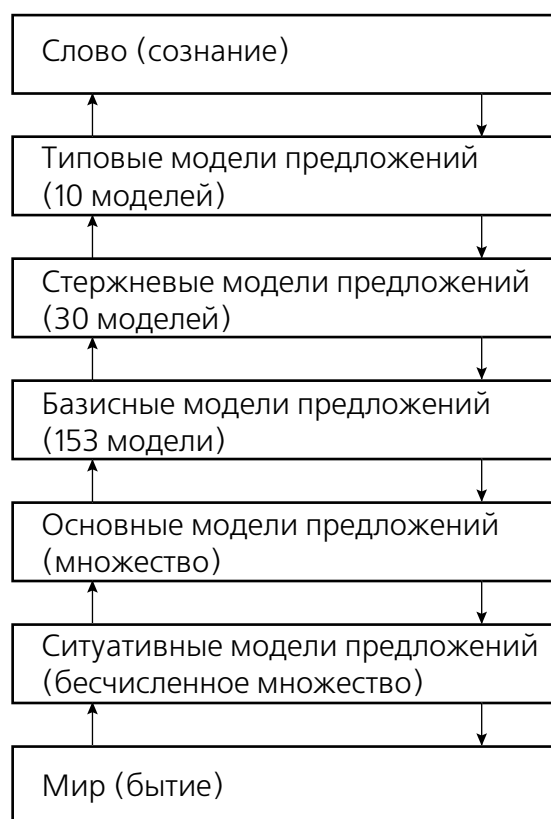 Слово (сознание)
Типовые модели предложений
(10 моделей)
Стержневые модели предложений
(30 моделей)
Базисные модели предложений
(153 модели)
Основные модели предложений
(множество)
Ситуативные модели предложений
(бесчисленное множество)
Мир (бытие)